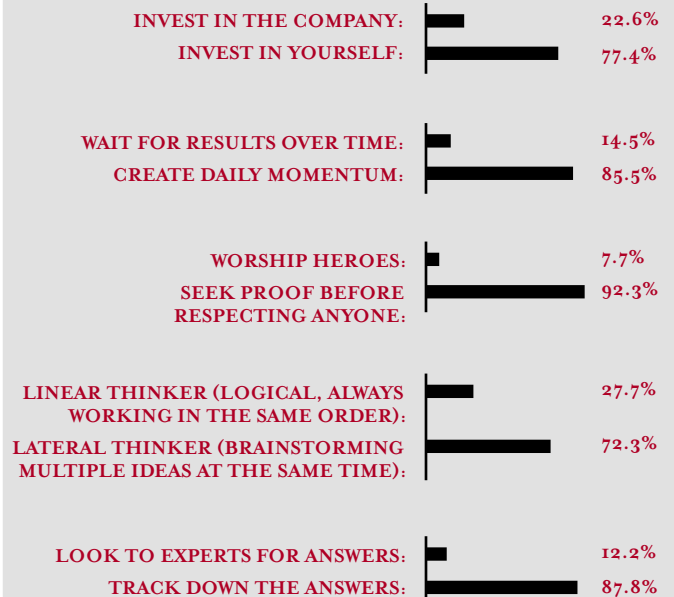 INVEST IN THE COMPANY: 22.6%
INVEST IN YOURSELF: 77.4%
WAIT FOR RESULTS OVER TIME: 14.5%
CREATE DAILY MOMENTUM: 85.5%
WORSHIP HEROES: 7.7%
SEEK PROOF BEFORE 92.3%
RESPECTING ANYONE:
LINEAR THINKER (LOGICAL, ALWAYS 27.7%
WORKING IN THE SAME ORDER):
LATERAL THINKER (BRAINSTORMING 72.3%
MULTIPLE IDEAS AT THE SAME TIME):
LOOK TO EXPERTS FOR ANSWERS: 12.2%
TRACK DOWN THE ANSWERS: 87.8%